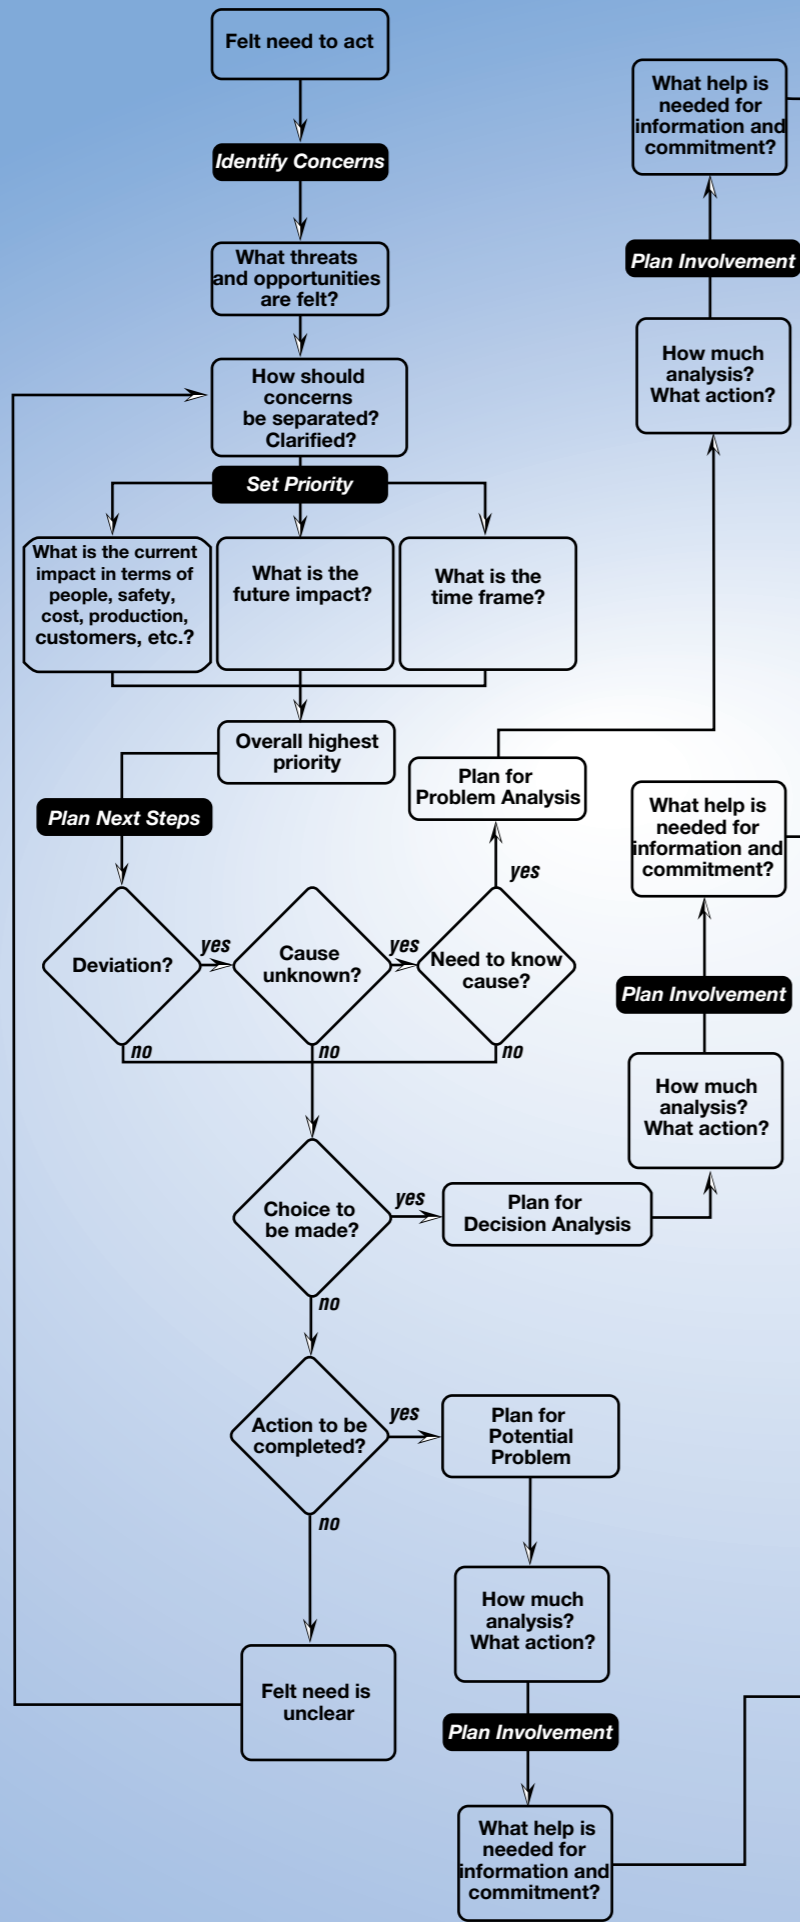 Felt need to act
Identify Concerns
What threats
and opportunities
are felt?
How should
concerns
be separated?
Clarified?
Set Priority
What is the current
impact in terms of
people, safety,
cost, production,
customers, etc.?
What is the
future impact?
What is the
time frame?
Overall highest
priority
Plan Next Steps
Deviation?
yes
no
Cause
unknown?
yes
no
Need to know
cause?
yes
no
Plan for
Problem Analysis
How much
analysis?
What action?
Plan Involvement
What help is
needed for
information and
commitment?
Choice to
be made?
yes
no
Plan for
Decision Analysis
How much
analysis?
What action?
Plan Involvement
What help is
needed for
information and
commitment?
Action to be
completed?
yes
no
Plan for
Potential
Problem
How much
analysis?
What action?
Plan Involvement
What help is
needed for
information and
commitment?
Felt need is
unclear